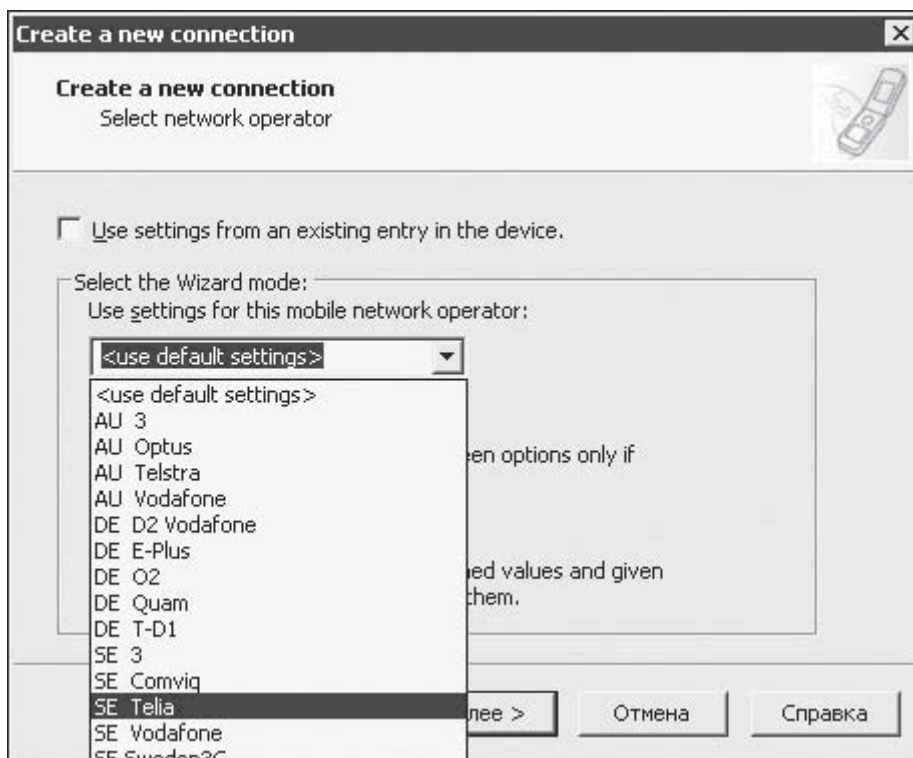 Create a new connection
Create a new connection
Select network operator
Use settings from an existing entry in the device.
Select the Wizard mode:
Use settings for this mobile network operator:
<use default settings>
<use default settings>
AU 3
AU Optus
AU Telstra
AU Vodafone
een options only if
DE D2 Vodafone
DE E-Plus
DE O2
DE Quam
DE T-D1
ned values and given
them.
SE 3
SE Comviq
SE Telia
SE Vodafone
SE Sweden3G
лее >
Отмена
Справка